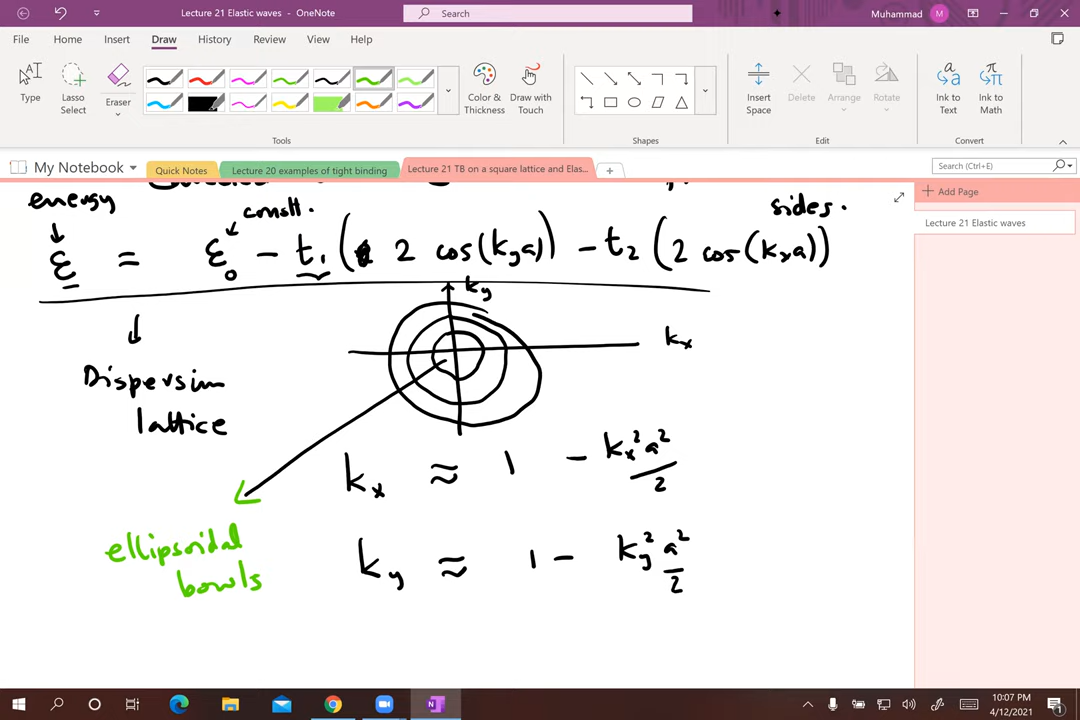 Lecture 21 Elastic waves - OneNote
Search
Muhammad
M
File Home Insert Draw History Review View Help
Type
Lasso Select
Eraser
Color & Thickness
Draw with Touch
Insert Space
Delete
Arrange
Rotate
Ink to Text
Ink to Math
Tools
Shapes
Edit
Convert
My Notebook
Quick Notes
Lecture 20 examples of tight binding
Lecture 21 TB on a square lattice and Elas...
Search (Ctrl+E)
Add Page
Lecture 21 Elastic waves
energy
constt.
sides.
ε = ε₀ - t₁ ( 2 cos(kya)) - t₂ (2 cos(kxa))
ky
kx
Dispersim
lattice
kx ≈ 1 - kx²a²/2
ellipsoidal
bowls
ky ≈ 1 - ky²a²/2
10:07 PM
4/12/2021
1